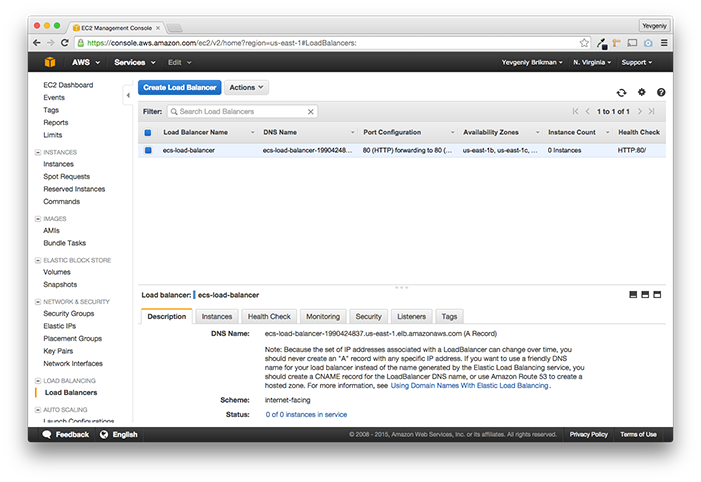 EC2 Management Console
Yevgeniy
https://console.aws.amazon.com/ec2/v2/home?region=us-east-1#LoadBalancers:
AWS Services Edit Yevgeniy Brikman N. Virginia Support
EC2 Dashboard
Events
Tags
Reports
Limits
INSTANCES
Instances
Spot Requests
Reserved Instances
Commands
IMAGES
AMIs
Bundle Tasks
ELASTIC BLOCK STORE
Volumes
Snapshots
NETWORK & SECURITY
Security Groups
Elastic IPs
Placement Groups
Key Pairs
Network Interfaces
LOAD BALANCING
Load Balancers
AUTO SCALING
Launch Configurations
Create Load Balancer Actions
Filter: Search Load Balancers 1 to 1 of 1
Load Balancer Name DNS Name Port Configuration Availability Zones Instance Count Health Check
ecs-load-balancer ecs-load-balancer-19904248... 80 (HTTP) forwarding to 80 (... us-east-1b, us-east-1c, ... 0 Instances HTTP:80/
Load balancer: ecs-load-balancer
Description Instances Health Check Monitoring Security Listeners Tags
DNS Name: ecs-load-balancer-1990424837.us-east-1.elb.amazonaws.com (A Record)
Note: Because the set of IP addresses associated with a LoadBalancer can change over time, you
should never create an "A" record with any specific IP address. If you want to use a friendly DNS
name for your load balancer instead of the name generated by the Elastic Load Balancing service, you
should create a CNAME record for the LoadBalancer DNS name, or use Amazon Route 53 to create a
hosted zone. For more information, see Using Domain Names With Elastic Load Balancing.
Scheme: internet-facing
Status: 0 of 0 instances in service
Feedback English © 2008 - 2015, Amazon Web Services, Inc. or its affiliates. All rights reserved. Privacy Policy Terms of Use